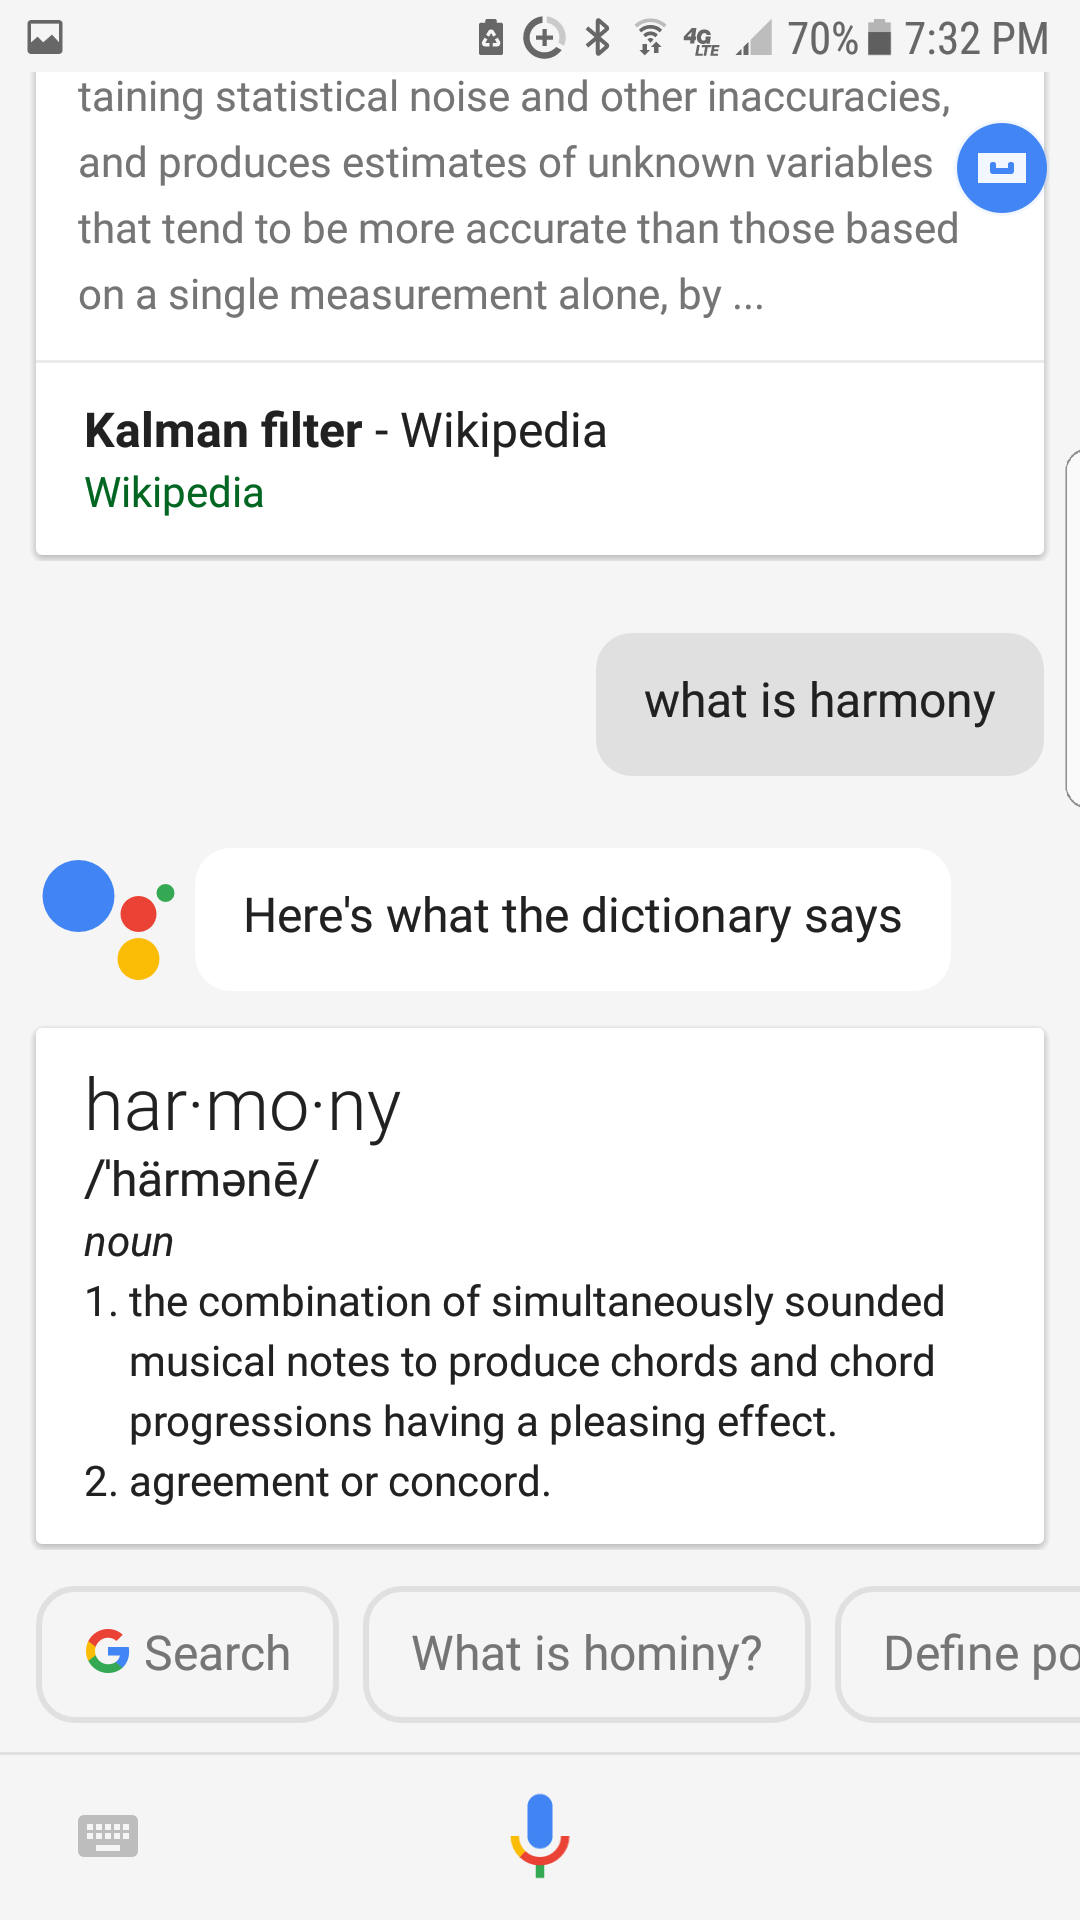 4G LTE 70% 7:32 PM
taining statistical noise and other inaccuracies,
and produces estimates of unknown variables
that tend to be more accurate than those based
on a single measurement alone, by ...
Kalman filter - Wikipedia
Wikipedia
what is harmony
Here's what the dictionary says
har·mo·ny
/ˈhärmənē/
noun
1. the combination of simultaneously sounded
musical notes to produce chords and chord
progressions having a pleasing effect.
2. agreement or concord.
Search What is hominy? Define po